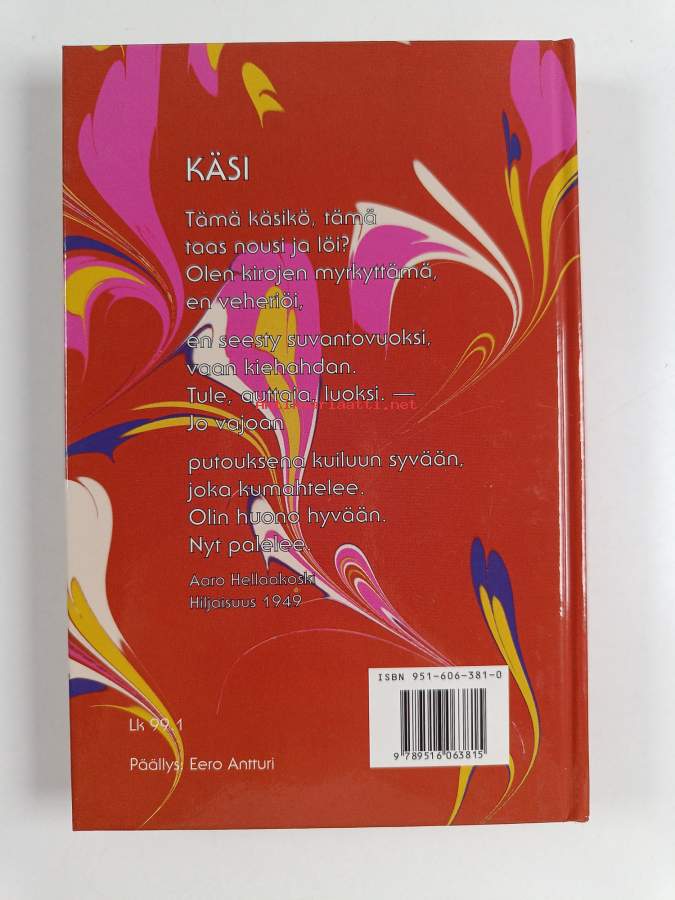 KÄSI
Tämä käsikö, tämä
taas nousi ja löi?
Olen kirojen myrkyttämä,
en veheriöi,
en seesty suvantovuoksi,
vaan kiehahdan.
Tule, auttaja, luoksi. —
Jo vajoan
putouksena kuiluun syvään,
joka kumahtelee.
Olin huono hyvään.
Nyt palelee.
Aaro Hellaakoski
Hiljaisuus 1949
ISBN 951-606-381-0
9 789516 063815
Lk 99.1
Päällys: Eero Antturi